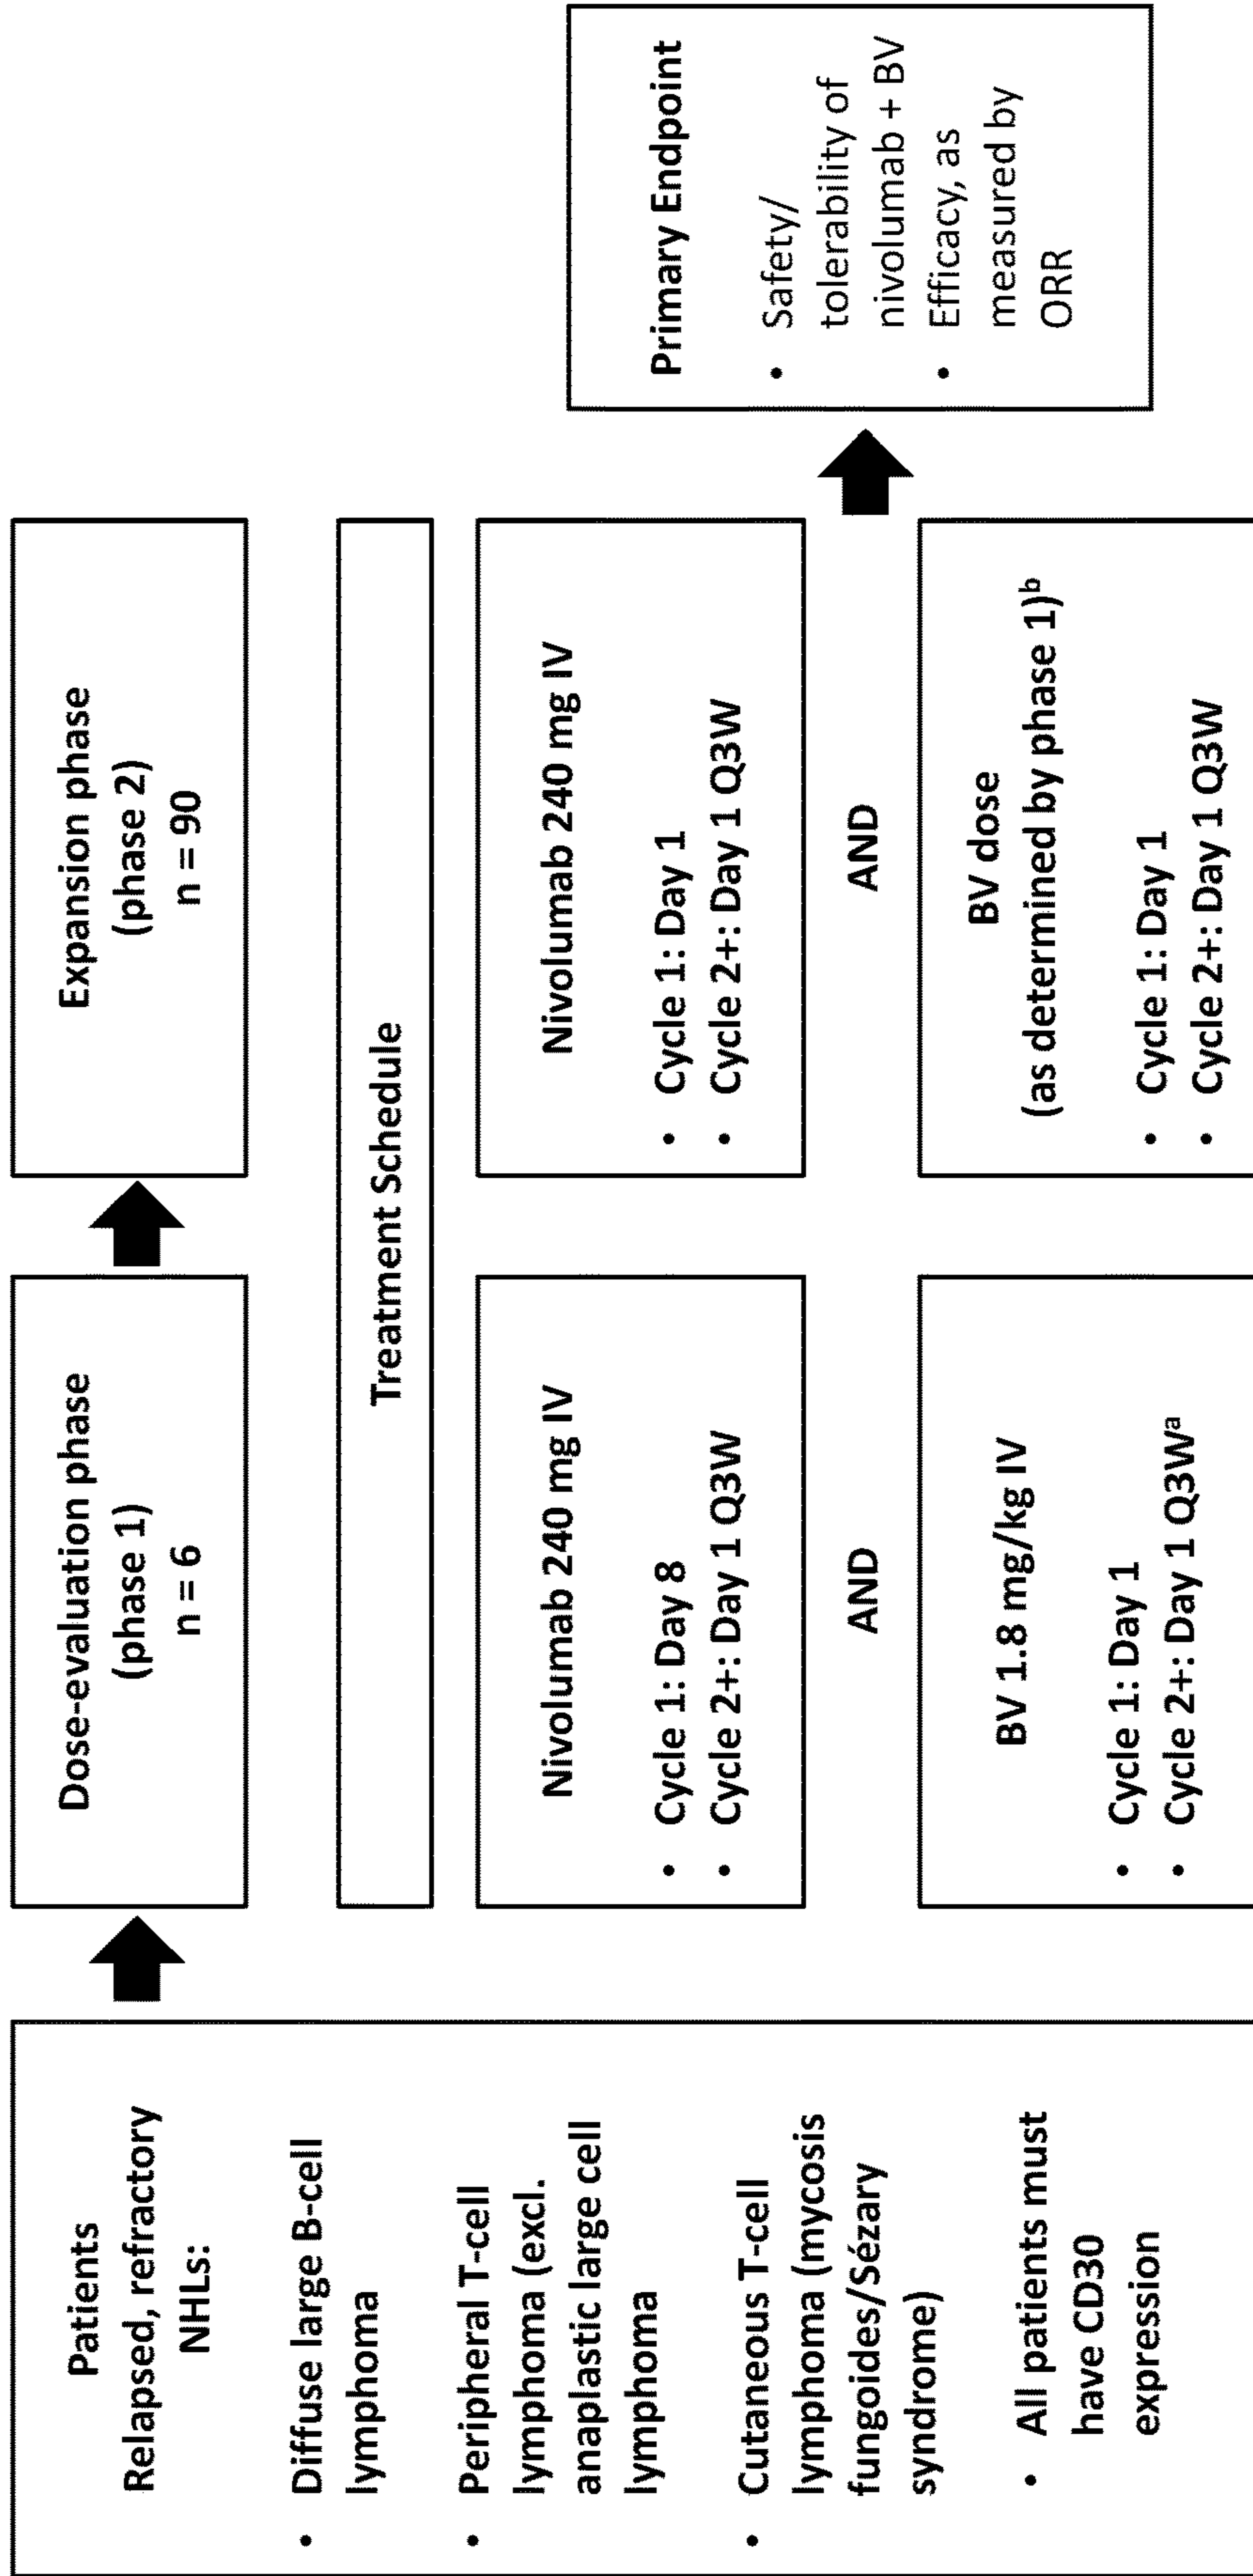 Patients
Relapsed, refractory
NHLs:
• Diffuse large B-cell
lymphoma
• Peripheral T-cell
lymphoma (excl.
anaplastic large cell
lymphoma
• Cutaneous T-cell
lymphoma (mycosis
fungoides/Sézary
syndrome)
• All patients must
have CD30
expression
Dose-evaluation phase
(phase 1)
n = 6
Expansion phase
(phase 2)
n = 90
Treatment Schedule
Nivolumab 240 mg IV
• Cycle 1: Day 8
• Cycle 2+: Day 1 Q3W
AND
BV 1.8 mg/kg IV
• Cycle 1: Day 1
• Cycle 2+: Day 1 Q3Wᵃ
Nivolumab 240 mg IV
• Cycle 1: Day 1
• Cycle 2+: Day 1 Q3W
AND
BV dose
(as determined by phase 1)ᵇ
• Cycle 1: Day 1
• Cycle 2+: Day 1 Q3W
Primary Endpoint
• Safety/
tolerability of
nivolumab + BV
• Efficacy, as
measured by
ORR